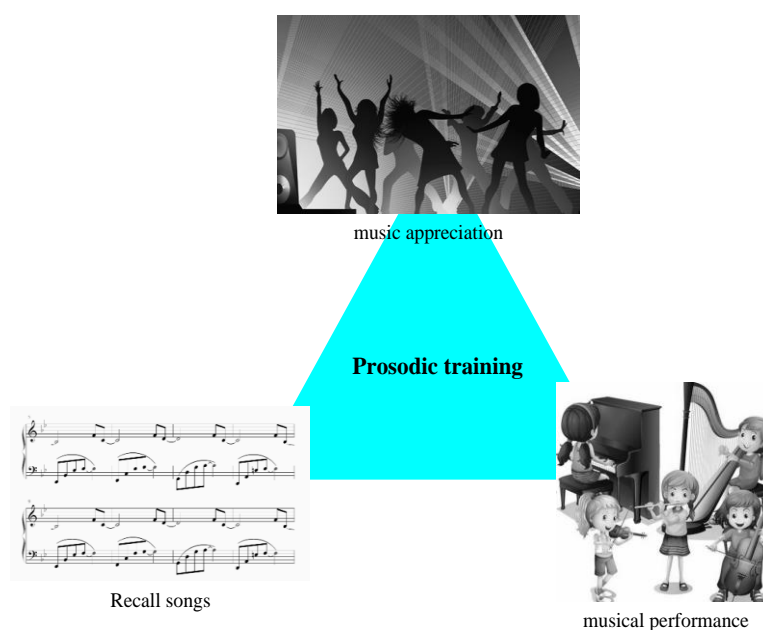 music appreciation
Prosodic training
Recall songs
musical performance